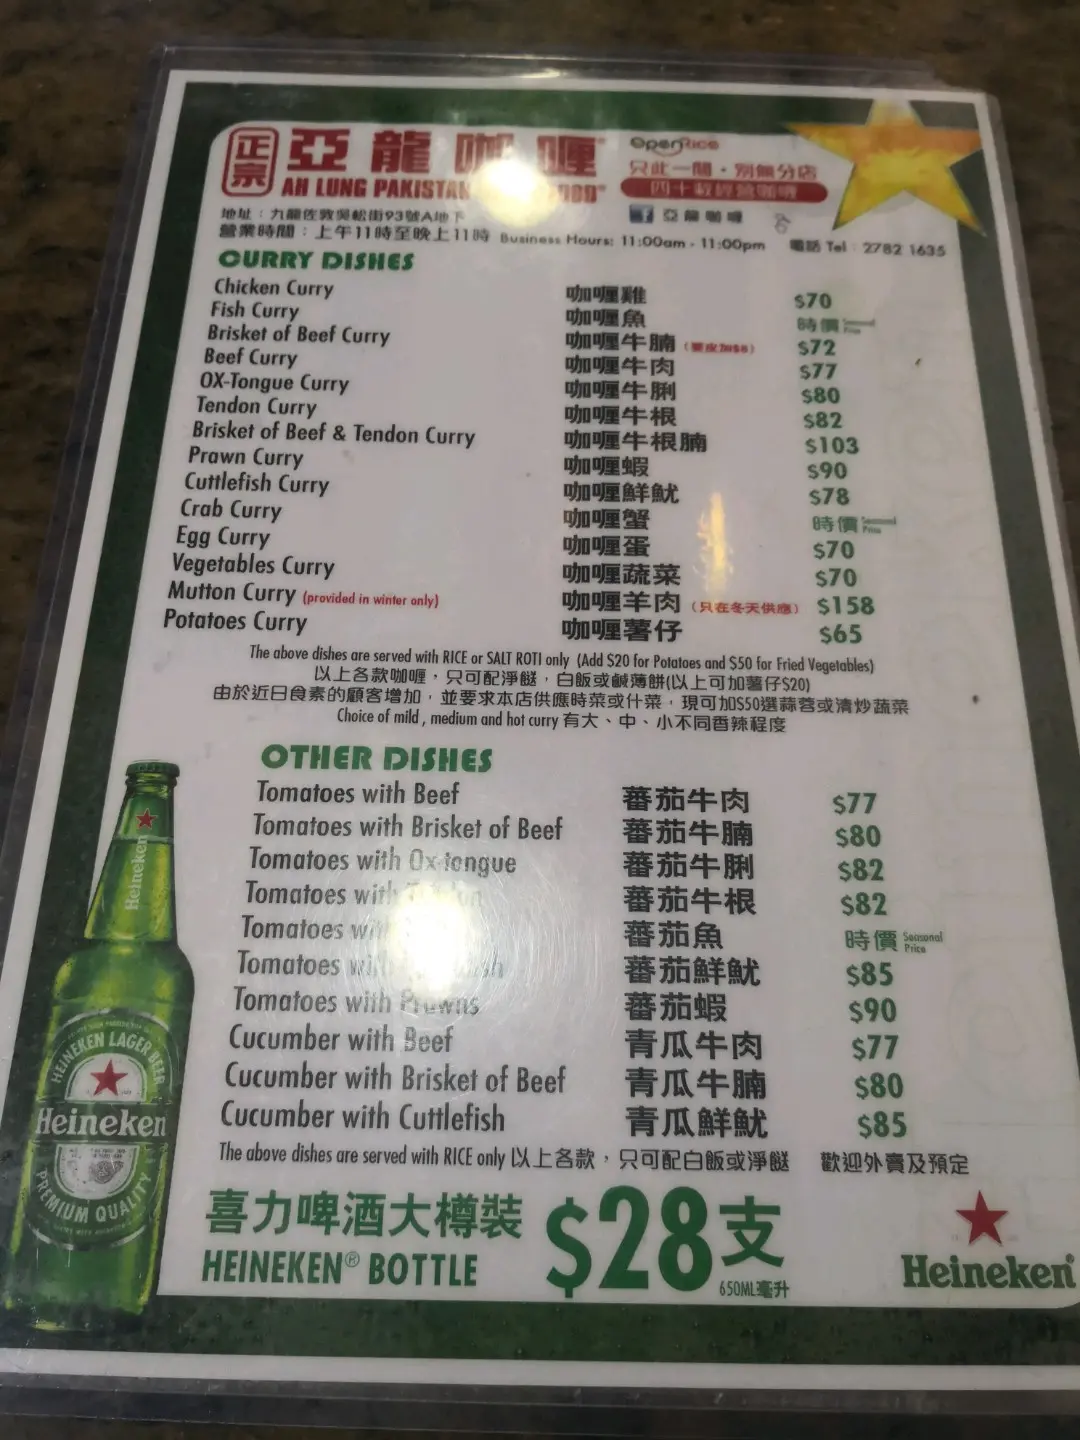 正宗 亞龍咖喱 OpenRice
只此一間·別無分店
AH LUNG PAKISTAN
四十載經營咖喱
地址：九龍佐敦吳松街93號A地下 亞龍咖喱
營業時間：上午11時至晚上11時 Business Hours: 11:00am - 11:00pm 電話 Tel : 2782 1635
CURRY DISHES
Chicken Curry 咖喱雞 $70
Fish Curry 咖喱魚 時價 Seasonal Price
Brisket of Beef Curry 咖喱牛腩 $72
Beef Curry 咖喱牛肉 $77
OX-Tongue Curry 咖喱牛脷 $80
Tendon Curry 咖喱牛根 $82
Brisket of Beef & Tendon Curry 咖喱牛根腩 $103
Prawn Curry 咖喱蝦 $90
Cuttlefish Curry 咖喱鮮魷 $78
Crab Curry 咖喱蟹 時價 Seasonal Price
Egg Curry 咖喱蛋 $70
Vegetables Curry 咖喱蔬菜 $70
Mutton Curry (provided in winter only) 咖喱羊肉 (只在冬天供應) $158
Potatoes Curry 咖喱薯仔 $65
The above dishes are served with RICE or SALT ROTI only (Add $20 for Potatoes and $50 for Fried Vegetables)
以上各款咖喱，只可配淨餸，白飯或鹹薄餅(以上可加薯仔$20)
由於近日食素的顧客增加，並要求本店供應時菜或什菜，現可加$50選蒜蓉或清炒蔬菜
Choice of mild , medium and hot curry 有大、中、小不同香辣程度
OTHER DISHES
Tomatoes with Beef 蕃茄牛肉 $77
Tomatoes with Brisket of Beef 蕃茄牛腩 $80
Tomatoes with Ox-tongue 蕃茄牛脷 $82
Tomatoes with 蕃茄牛根 $82
Tomatoes 蕃茄魚 時價 Seasonal Price
Tomatoes 蕃茄鮮魷 $85
Tomatoes with Prawns 蕃茄蝦 $90
Cucumber with Beef 青瓜牛肉 $77
Cucumber with Brisket of Beef 青瓜牛腩 $80
Cucumber with Cuttlefish 青瓜鮮魷 $85
The above dishes are served with RICE only 以上各款，只可配白飯或淨餸 歡迎外賣及預定
喜力啤酒大樽裝 $28支
HEINEKEN® BOTTLE 650ML毫升
Heineken
Heineken
HEINEKEN LAGER BEER
Heineken
PREMIUM QUALITY